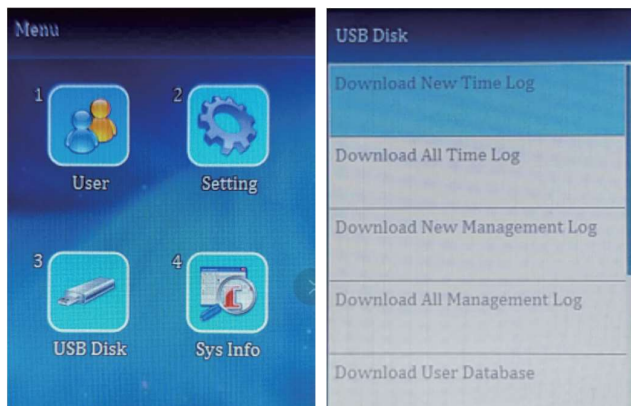 Menu
1
2
User
Setting
3
4
USB Disk
Sys Info
USB Disk
Download New Time Log
Download All Time Log
Download New Management Log
Download All Management Log
Download User Database